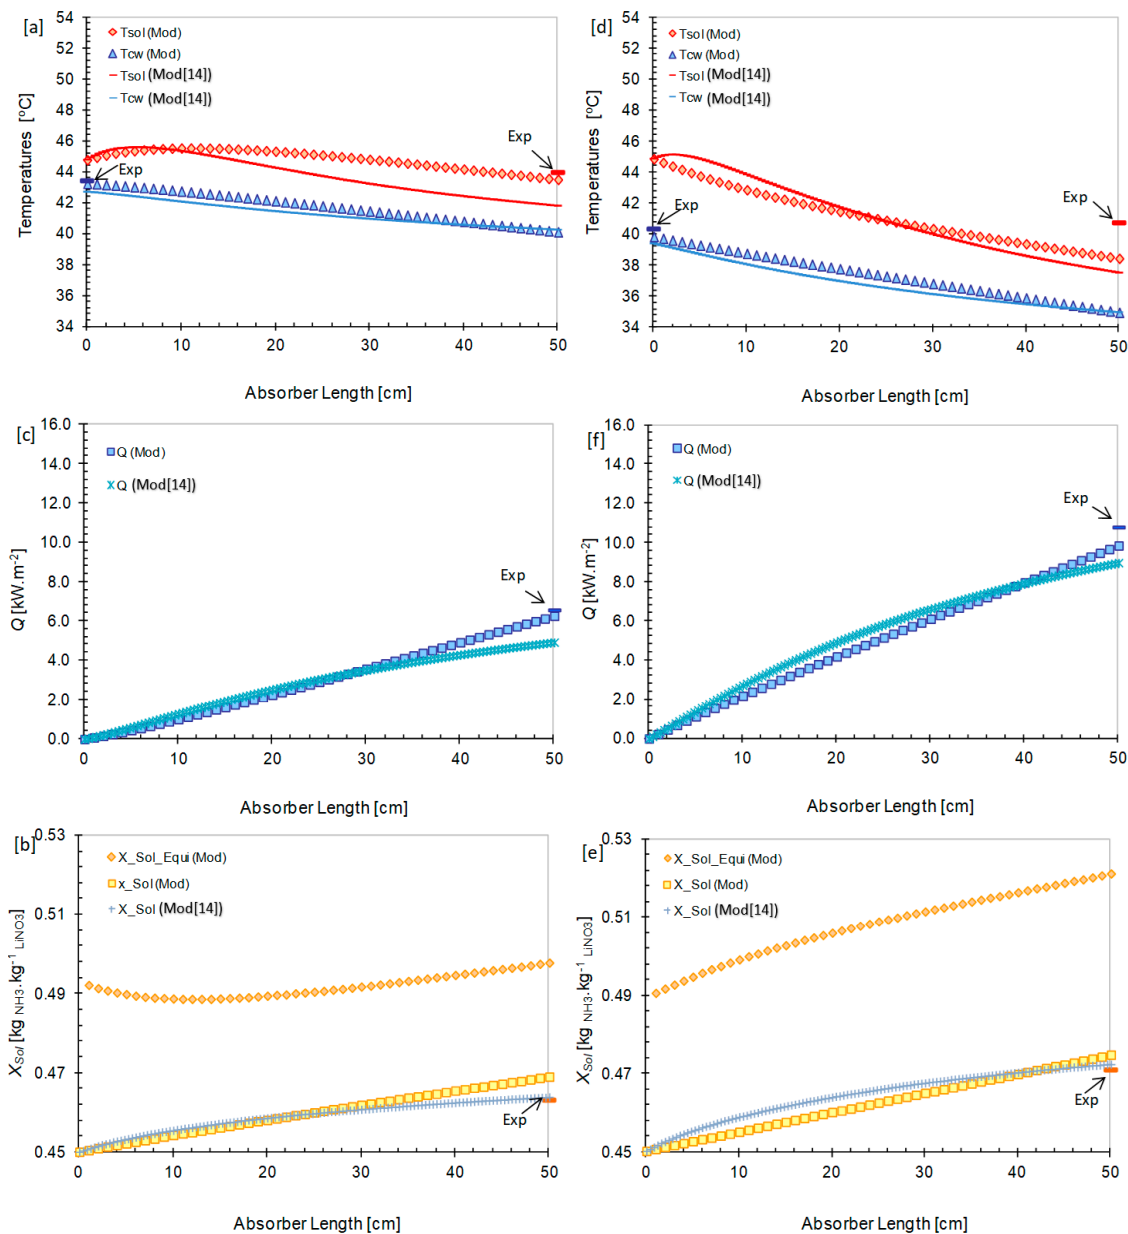 [a]
54
52
50
48
46
44
42
40
38
36
34
Temperatures [°C]
Tsol (Mod)
Tcw (Mod)
Tsol (Mod[14])
Tcw (Mod[14])
Exp
Exp
0 10 20 30 40 50
Absorber Length [cm]
[d]
54
52
50
48
46
44
42
40
38
36
34
Temperatures [°C]
Tsol (Mod)
Tcw (Mod)
Tsol (Mod[14])
Tcw (Mod[14])
Exp
Exp
0 10 20 30 40 50
Absorber Length [cm]
[c]
16.0
14.0
12.0
10.0
8.0
6.0
4.0
2.0
0.0
Q [kW.m-2]
Q (Mod)
Q (Mod[14])
Exp
0 10 20 30 40 50
Absorber Length [cm]
[f]
16.0
14.0
12.0
10.0
8.0
6.0
4.0
2.0
0.0
Q [kW.m-2]
Q (Mod)
Q (Mod[14])
Exp
0 10 20 30 40 50
Absorber Length [cm]
[b]
0.53
0.51
0.49
0.47
0.45
XSol [kg NH3.kg-1 LiNO3]
X_Sol_Equi (Mod)
x_Sol (Mod)
X_Sol (Mod[14])
Exp
0 10 20 30 40 50
Absorber Length [cm]
[e]
0.53
0.51
0.49
0.47
0.45
XSol [kg NH3.kg-1 LiNO3]
X_Sol_Equi (Mod)
X_Sol (Mod)
X_Sol (Mod[14])
Exp
0 10 20 30 40 50
Absorber Length [cm]